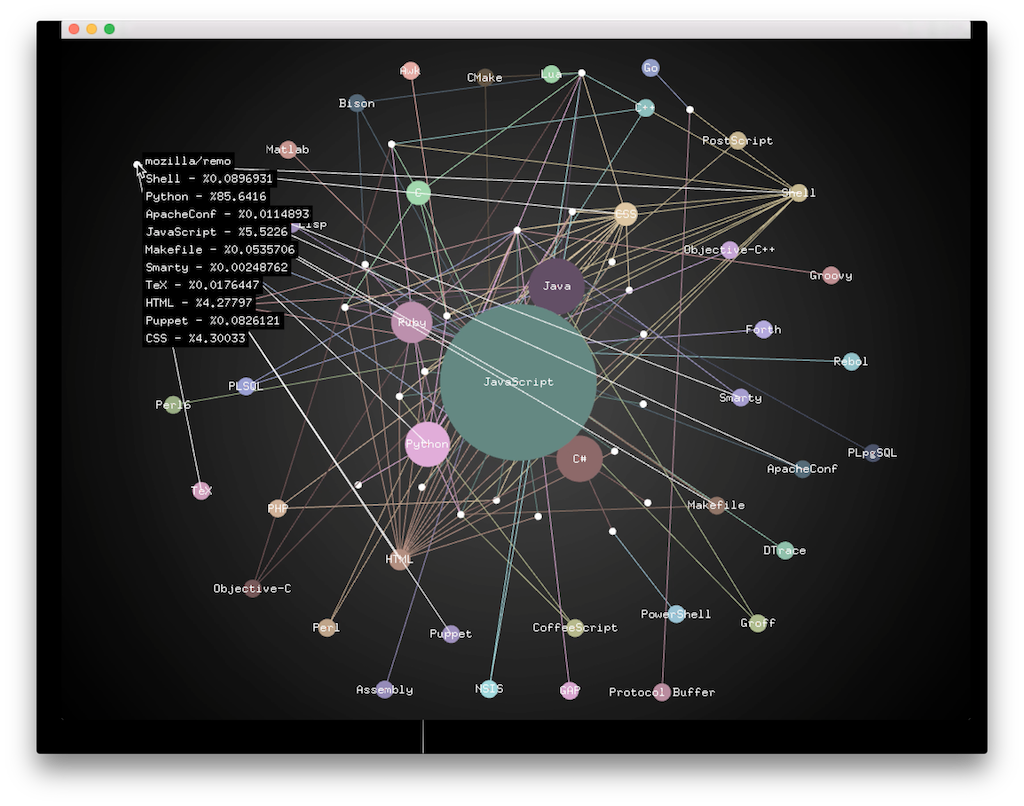 Awk
CMake
Lua
Go
Bison
C++
RostScript
Matlab
mozilla/remo
Shell - %0.0896931
Python - %85.6416
ApacheConf - %0.0114893
JavaScript - %5.5226
Makefile - %0.0535706
Smarty - %0.00248762
TeX - %0.0176447
HTML - %4.27797
Puppet - %0.0826121
CSS - %4.30033
C
Shell
CSS
Objective-C++
Groovy
Java
Ruby
Forth
Rebol
JavaScript
PLSQL
Perl6
Smarty
Python
C#
PLpgSQL
ApacheConf
TeX
PHP
Makefile
DTrace
HTML
Objective-C
PowerShell
Groff
Perl
Puppet
CoffeeScript
Assembly
NSIS
GAP
Protocol Buffer